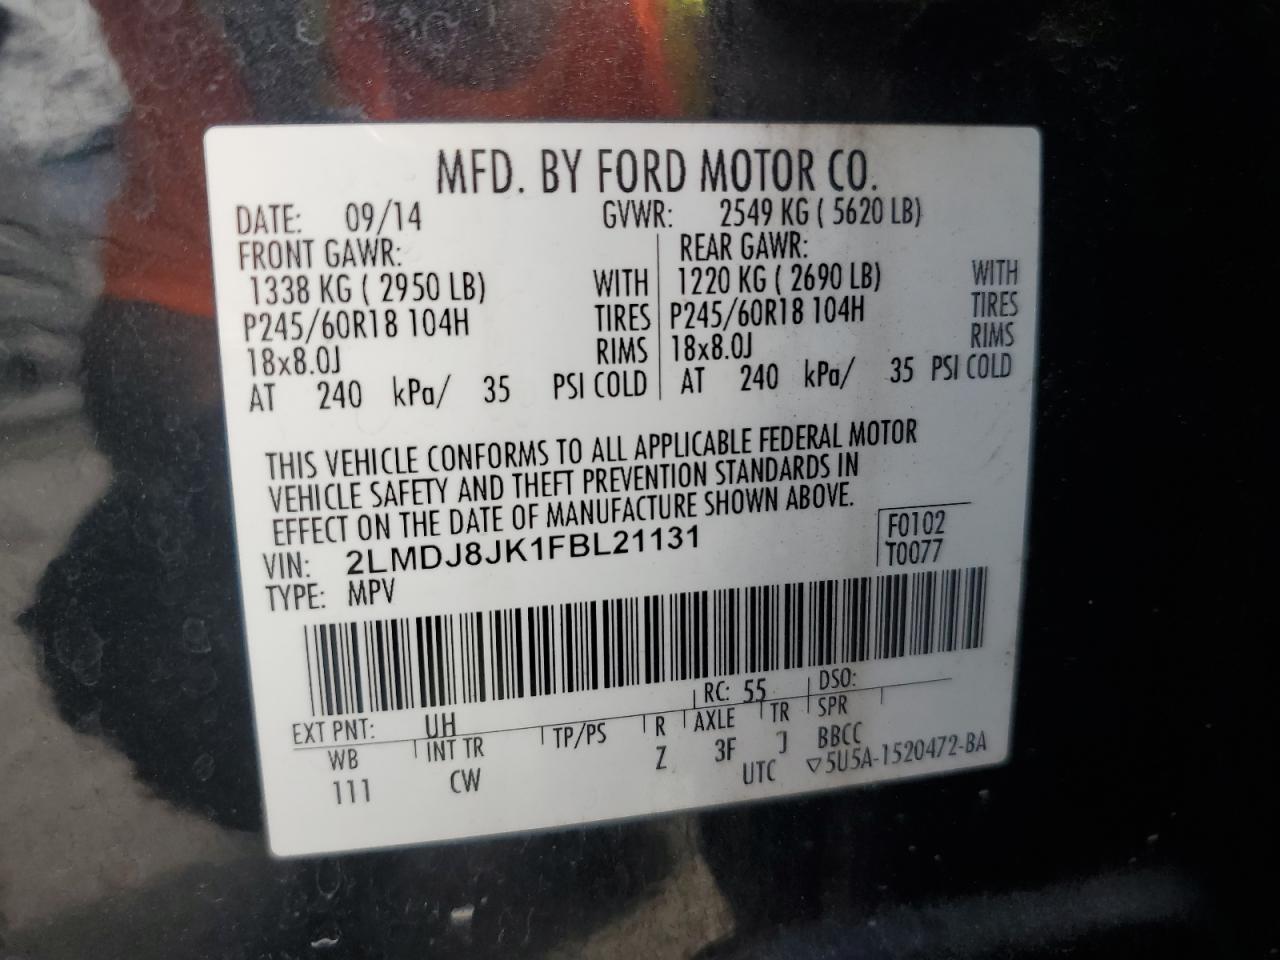 MFD. BY FORD MOTOR CO.
DATE: 09/14 GVWR: 2549 KG ( 5620 LB)
FRONT GAWR: REAR GAWR:
1338 KG ( 2950 LB) WITH 1220 KG ( 2690 LB) WITH
P245/60R18 104H TIRES P245/60R18 104H TIRES
18x8.0J RIMS 18x8.0J RIMS
AT 240 kPa/ 35 PSI COLD AT 240 kPa/ 35 PSI COLD
THIS VEHICLE CONFORMS TO ALL APPLICABLE FEDERAL MOTOR
VEHICLE SAFETY AND THEFT PREVENTION STANDARDS IN
EFFECT ON THE DATE OF MANUFACTURE SHOWN ABOVE.
VIN: 2LMDJ8JK1FBL21131 F0102
TYPE: MPV T0077
EXT PNT: UH RC: 55 DSO:
WB INT TR TP/PS R AXLE TR SPR
111 CW Z 3F J BBCC
UTC ▽5U5A-1520472-BA